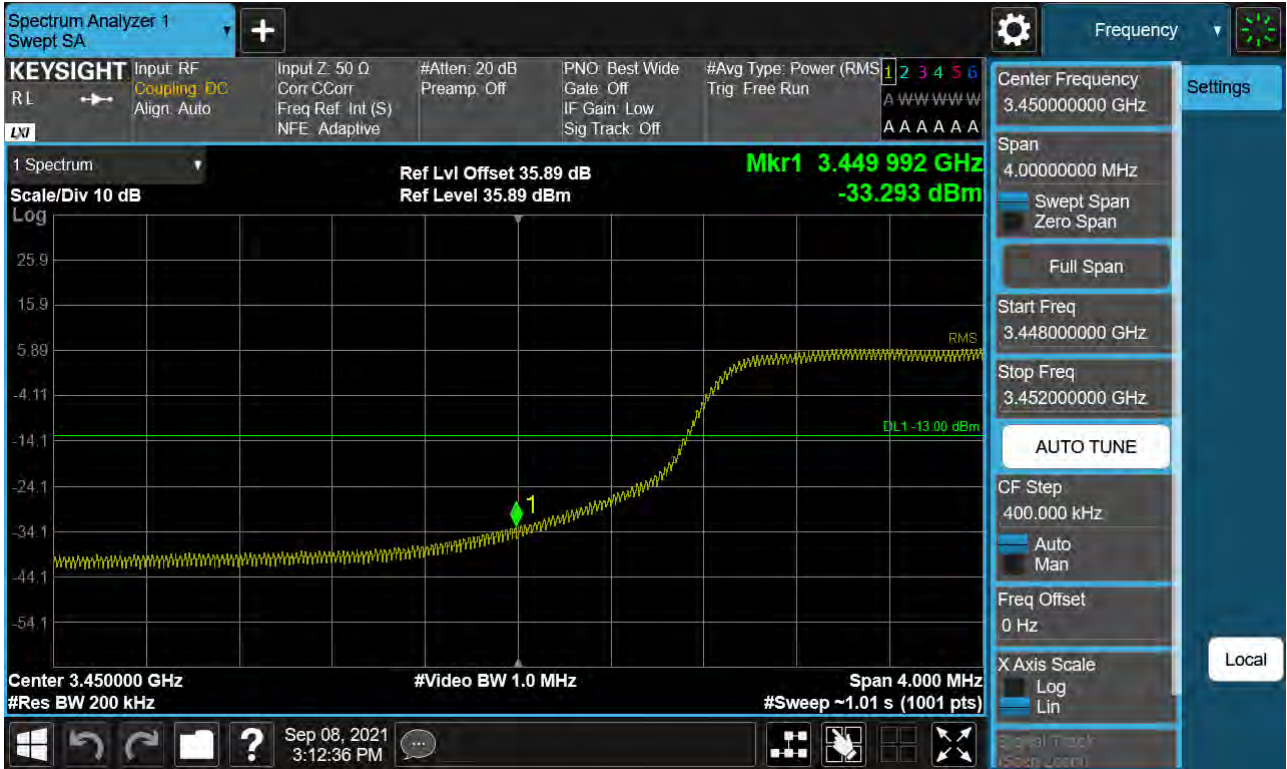 Spectrum Analyzer 1
Swept SA
+
Frequency
KEYSIGHT
RL
LXI
Input: RF
Coupling: DC
Align: Auto
Input Z: 50 Ω
Corr CCorr
Freq Ref: Int (S)
NFE: Adaptive
#Atten: 20 dB
Preamp: Off
PNO: Best Wide
Gate: Off
IF Gain: Low
Sig Track: Off
#Avg Type: Power (RMS
Trig: Free Run
1 2 3 4 5 6
A W W W W W
A A A A A A
1 Spectrum
Scale/Div 10 dB
Log
Ref Lvl Offset 35.89 dB
Ref Level 35.89 dBm
Mkr1 3.449 992 GHz
-33.293 dBm
25.9
15.9
5.89
-4.11
-14.1
-24.1
-34.1
-44.1
-54.1
RMS
DL1 -13.00 dBm
1
Center 3.450000 GHz
#Res BW 200 kHz
#Video BW 1.0 MHz
Span 4.000 MHz
#Sweep ~1.01 s (1001 pts)
Center Frequency
3.450000000 GHz
Span
4.00000000 MHz
Swept Span
Zero Span
Full Span
Start Freq
3.448000000 GHz
Stop Freq
3.452000000 GHz
AUTO TUNE
CF Step
400.000 kHz
Auto
Man
Freq Offset
0 Hz
X Axis Scale
Log
Lin
Signal Track
(Span Zoom)
Settings
Local
?
Sep 08, 2021
3:12:36 PM